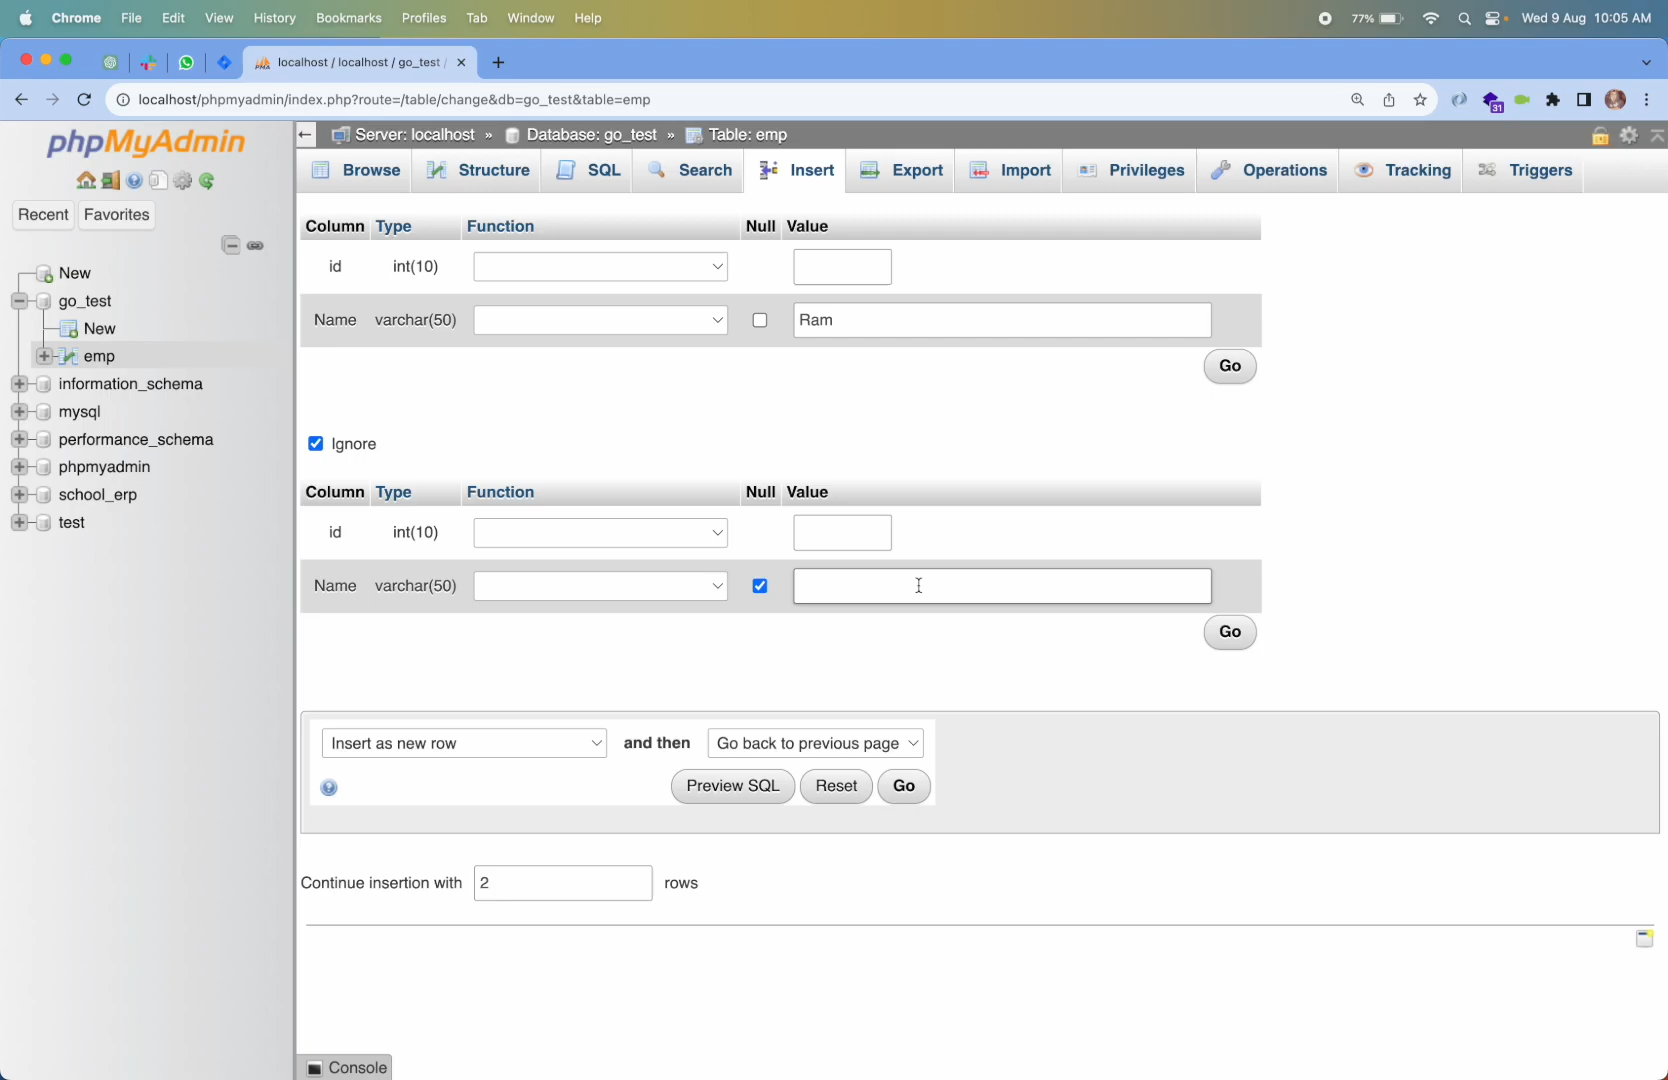 Chrome File Edit View History Bookmarks Profiles Tab Window Help 77% Wed 9 Aug 10:05 AM
localhost / localhost / go_test /
localhost/phpmyadmin/index.php?route=/table/change&db=go_test&table=emp
31
phpMyAdmin
Recent Favorites
New
go_test
New
emp
information_schema
mysql
performance_schema
phpmyadmin
school_erp
test
Server: localhost » Database: go_test » Table: emp
Browse Structure SQL Search Insert Export Import Privileges Operations Tracking Triggers
Column Type Function Null Value
id int(10)
Name varchar(50) Ram
Go
Ignore
Column Type Function Null Value
id int(10)
Name varchar(50)
Go
Insert as new row and then Go back to previous page
Preview SQL Reset Go
Continue insertion with 2 rows
Console